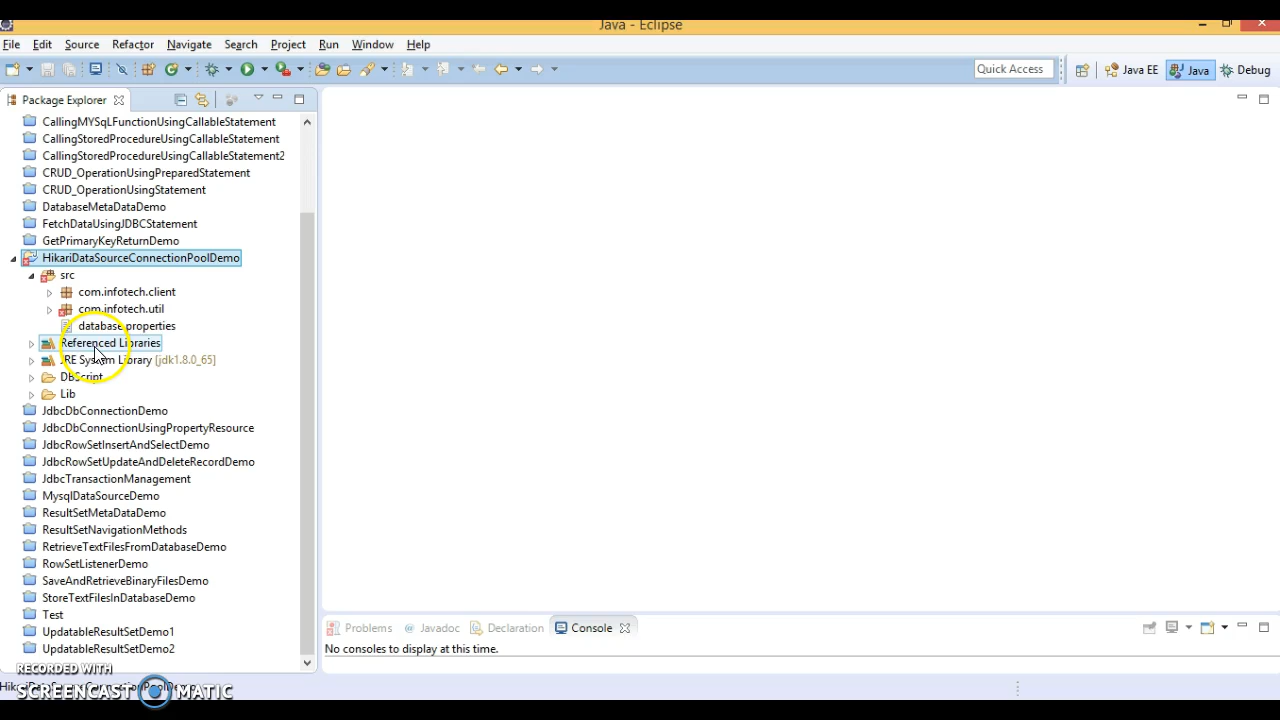 Java - Eclipse
File Edit Source Refactor Navigate Search Project Run Window Help
Quick Access Java EE Java Debug
Package Explorer
CallingMYSqLFunctionUsingCallableStatement
CallingStoredProcedureUsingCallableStatement
CallingStoredProcedureUsingCallableStatement2
CRUD_OperationUsingPreparedStatement
CRUD_OperationUsingStatement
DatabaseMetaDataDemo
FetchDataUsingJDBCStatement
GetPrimaryKeyReturnDemo
HikariDataSourceConnectionPoolDemo
src
com.infotech.client
com.infotech.util
database.properties
Referenced Libraries
JRE System Library [jdk1.8.0_65]
DBScript
Lib
JdbcDbConnectionDemo
JdbcDbConnectionUsingPropertyResource
JdbcRowSetInsertAndSelectDemo
JdbcRowSetUpdateAndDeleteRecordDemo
JdbcTransactionManagement
MysqlDataSourceDemo
ResultSetMetaDataDemo
ResultSetNavigationMethods
RetrieveTextFilesFromDatabaseDemo
RowSetListenerDemo
SaveAndRetrieveBinaryFilesDemo
StoreTextFilesInDatabaseDemo
Test
UpdatableResultSetDemo1
UpdatableResultSetDemo2
Problems Javadoc Declaration Console
No consoles to display at this time.
RECORDED WITH
SCREENCAST MATIC